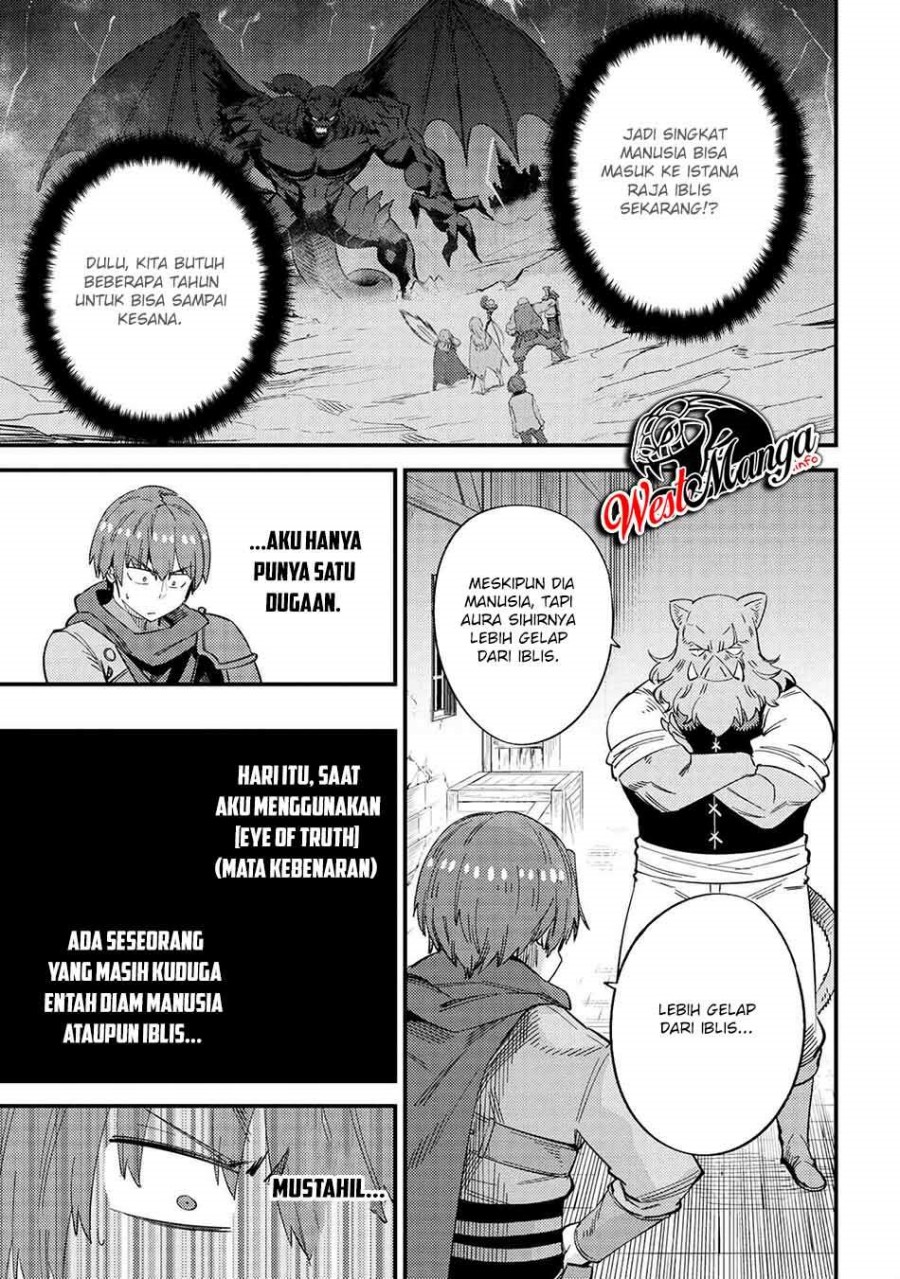 JADI SINGKAT
MANUSIA BISA
MASUK KE ISTANA
RAJA IBLIS
SEKARANG!?
DULU, KITA BUTUH
BEBERAPA TAHUN
UNTUK BISA SAMPAI
KESANA.
WestManga
.info
MESKIPUN DIA
MANUSIA, TAPI
AURA SIHIRNYA
LEBIH GELAP
DARI IBLIS.
LEBIH GELAP
DARI IBLIS...
...AKU HANYA
PUNYA SATU
DUGAAN.
HARI ITU, SAAT
AKU MENGGUNAKAN
[EYE OF TRUTH]
(MATA KEBENARAN)
ADA SESEORANG
YANG MASIH KUDUGA
ENTAH DIAM MANUSIA
ATAUPUN IBLIS...
MUSTAHIL...